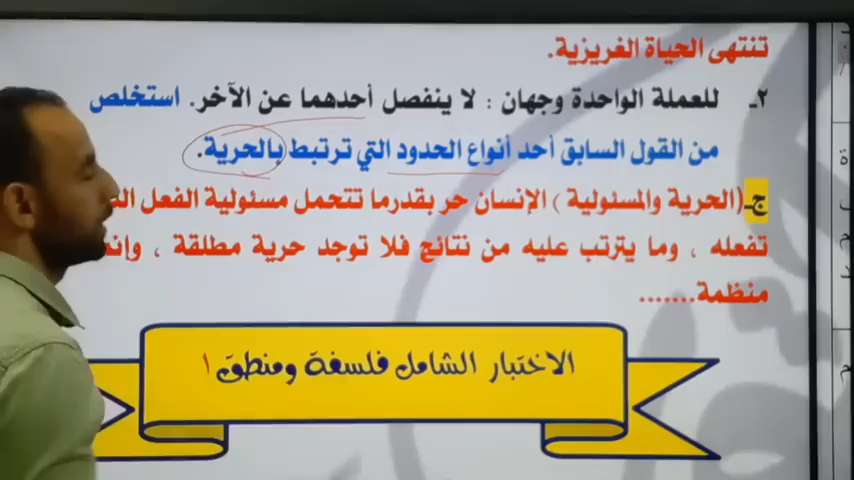 تنتهى الحياة الغريزية.
٢ـ للعملة الواحدة وجهان : لا ينفصل أحدهما عن الآخر. استخلص
من القول السابق أحد أنواع الحدود التي ترتبط بالحرية.
جـ (الحرية والمسئولية) الإنسان حر بقدرما تتحمل مسئولية الفعل
تفعله ، وما يترتب عليه من نتائج فلا توجد حرية مطلقة ،
منظمة.......
الاختبار الشامل فلسفة ومنطق ١